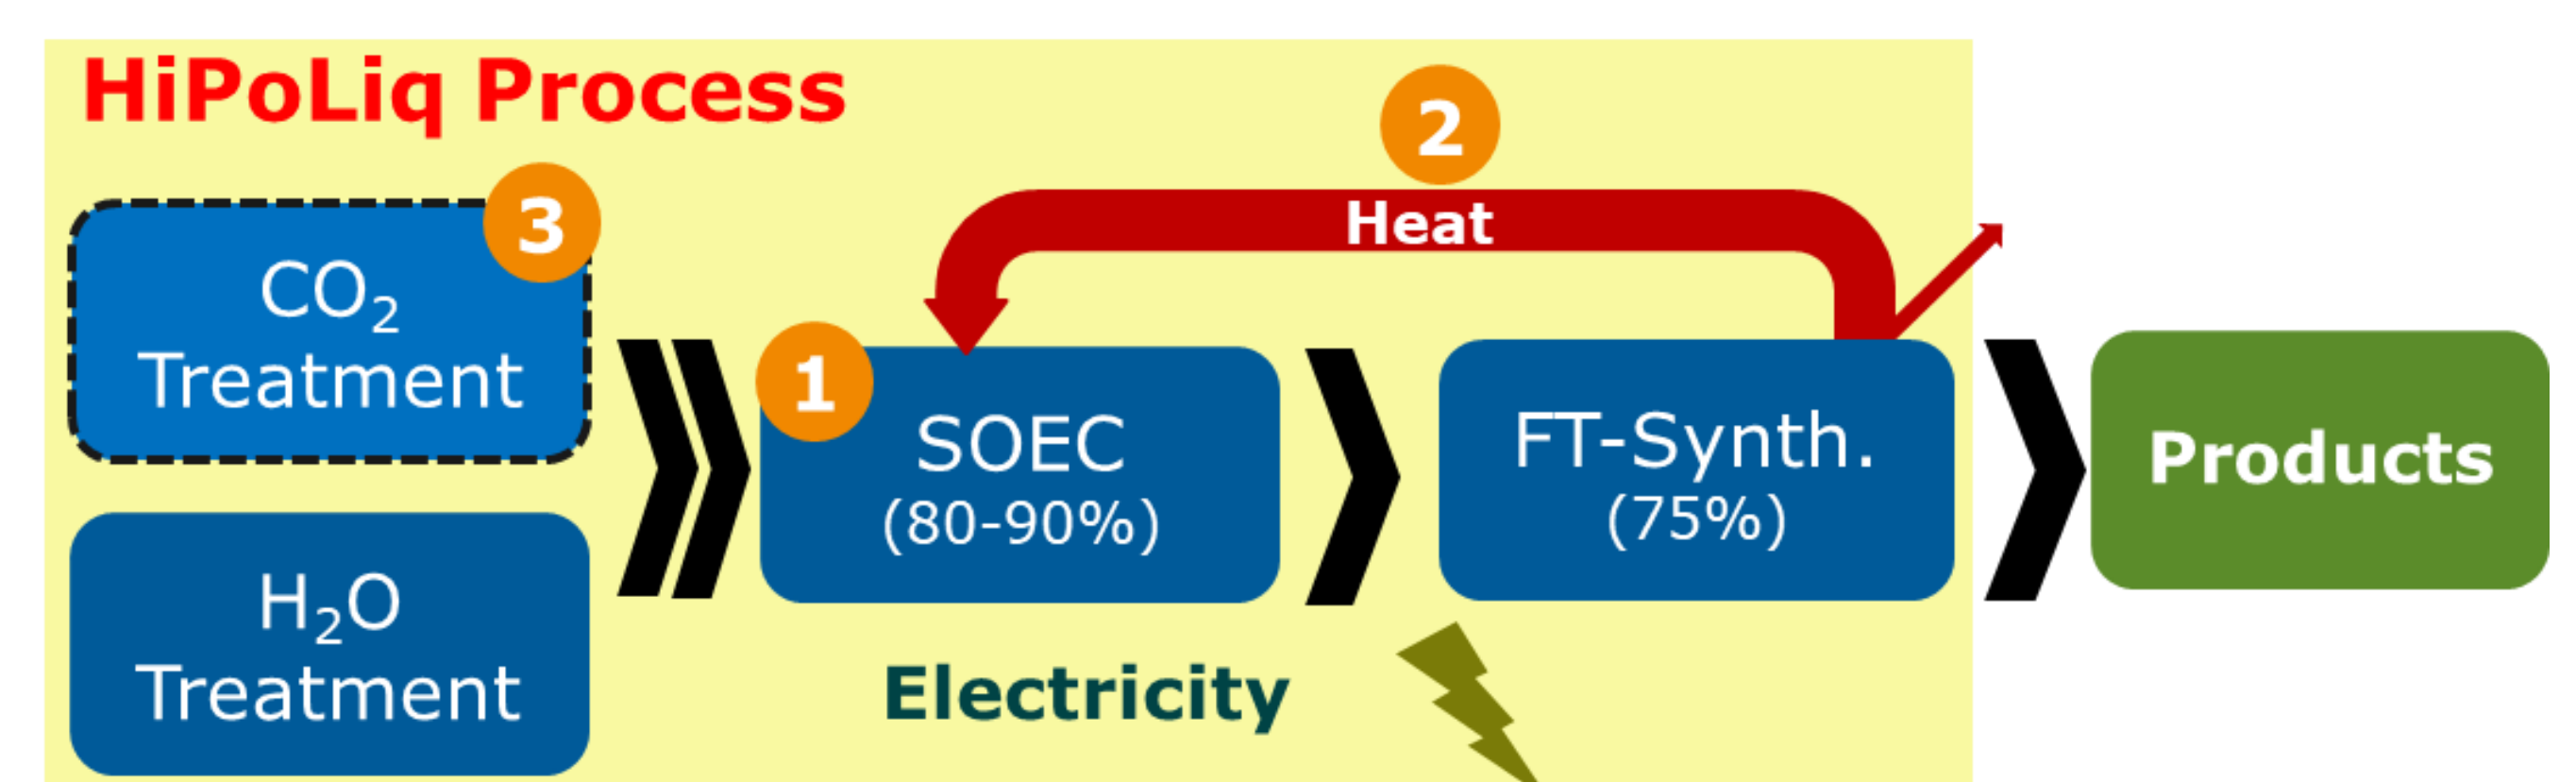 HiPoLiq Process
2
3
Heat
CO₂
Treatment
1
SOEC
(80-90%)
FT-Synth.
(75%)
Products
H₂O
Treatment
Electricity